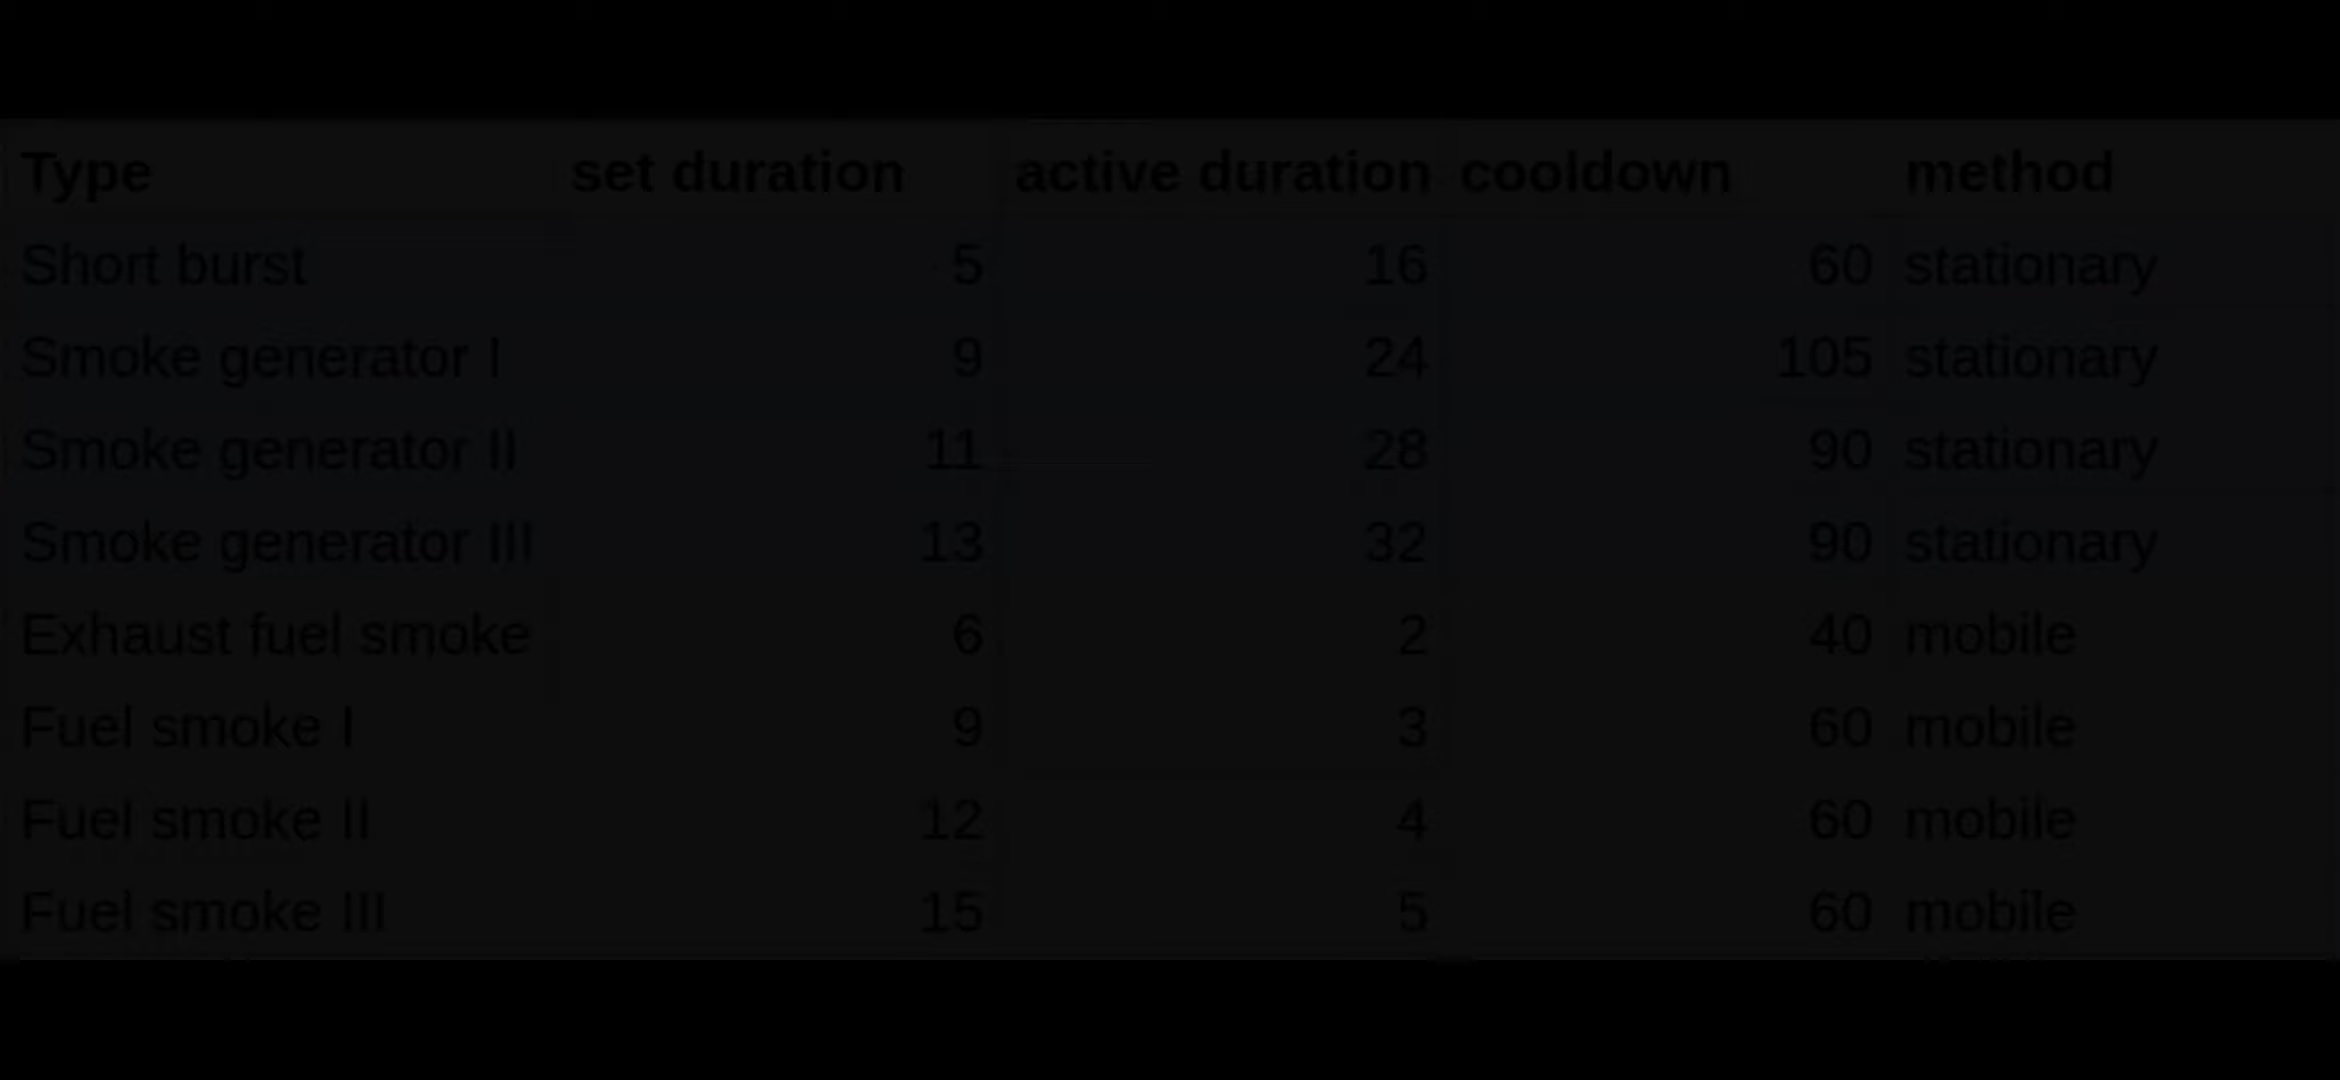 Type set duration active duration cooldown method
Short burst 5 16 60 stationary
Smoke generator I 9 24 105 stationary
Smoke generator II 11 28 90 stationary
Smoke generator III 13 32 90 stationary
Exhaust fuel smoke 6 2 40 mobile
Fuel smoke I 9 3 60 mobile
Fuel smoke II 12 4 60 mobile
Fuel smoke III 15 5 60 mobile